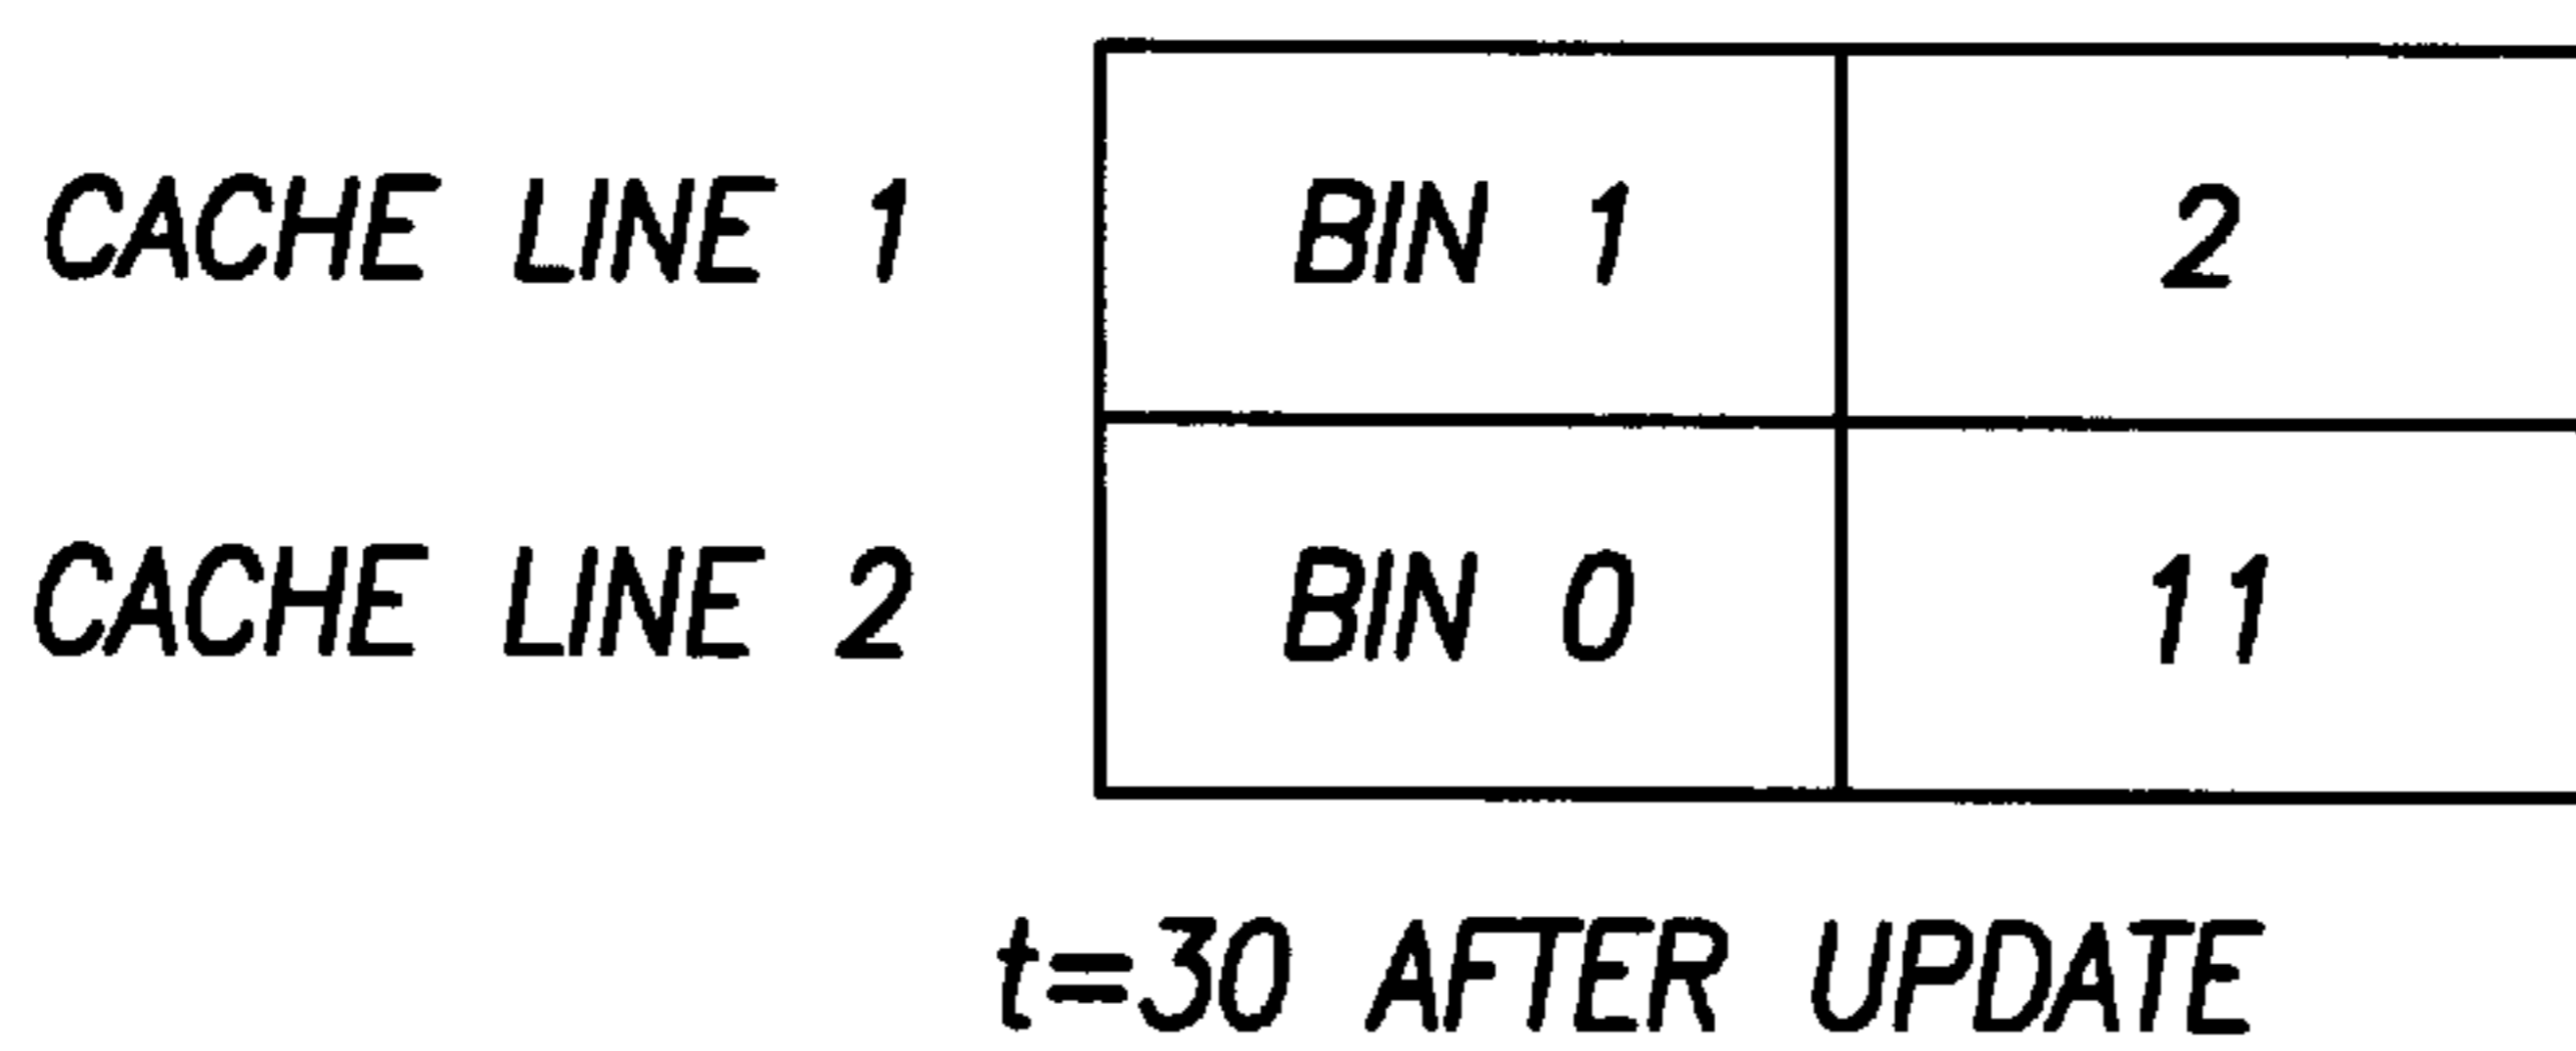 CACHE LINE 1 BIN 1 2
CACHE LINE 2 BIN 0 11
t=30 AFTER UPDATE